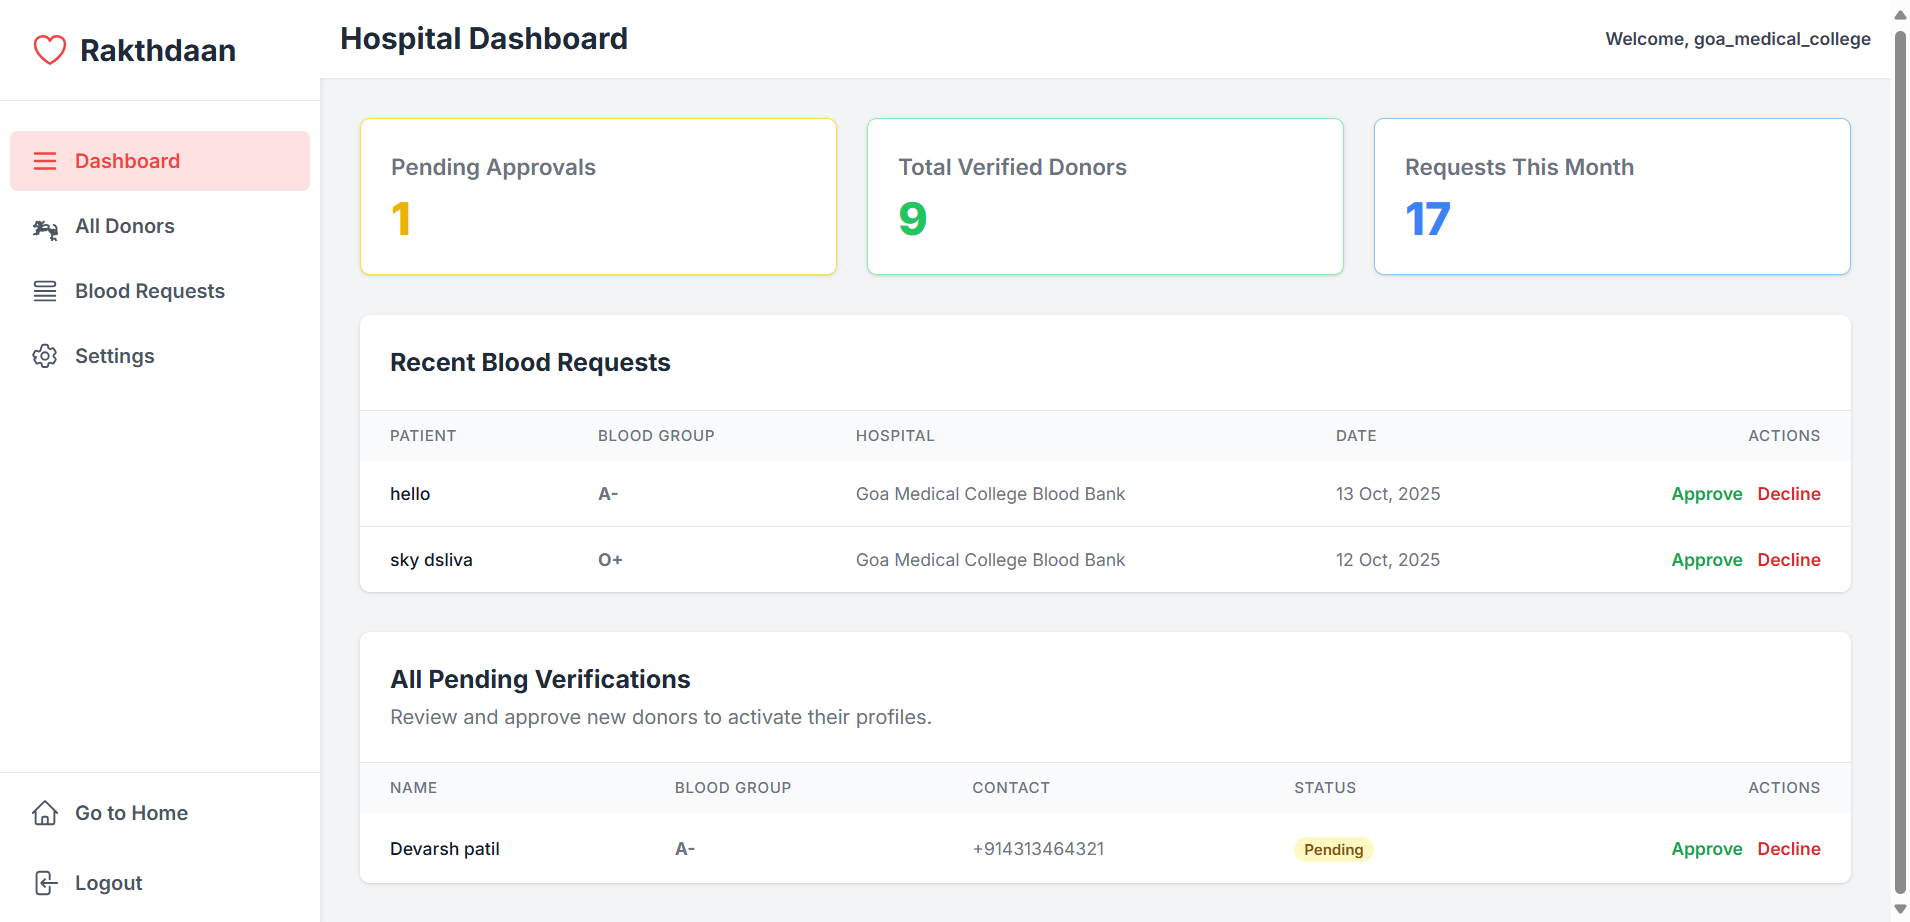 Rakthdaan
Hospital Dashboard
Welcome, goa_medical_college
Dashboard
All Donors
Blood Requests
Settings
Go to Home
Logout
Pending Approvals
1
Total Verified Donors
9
Requests This Month
17
Recent Blood Requests
PATIENT BLOOD GROUP HOSPITAL DATE ACTIONS
hello A- Goa Medical College Blood Bank 13 Oct, 2025 Approve Decline
sky dsliva O+ Goa Medical College Blood Bank 12 Oct, 2025 Approve Decline
All Pending Verifications
Review and approve new donors to activate their profiles.
NAME BLOOD GROUP CONTACT STATUS ACTIONS
Devarsh patil A- +914313464321 Pending Approve Decline